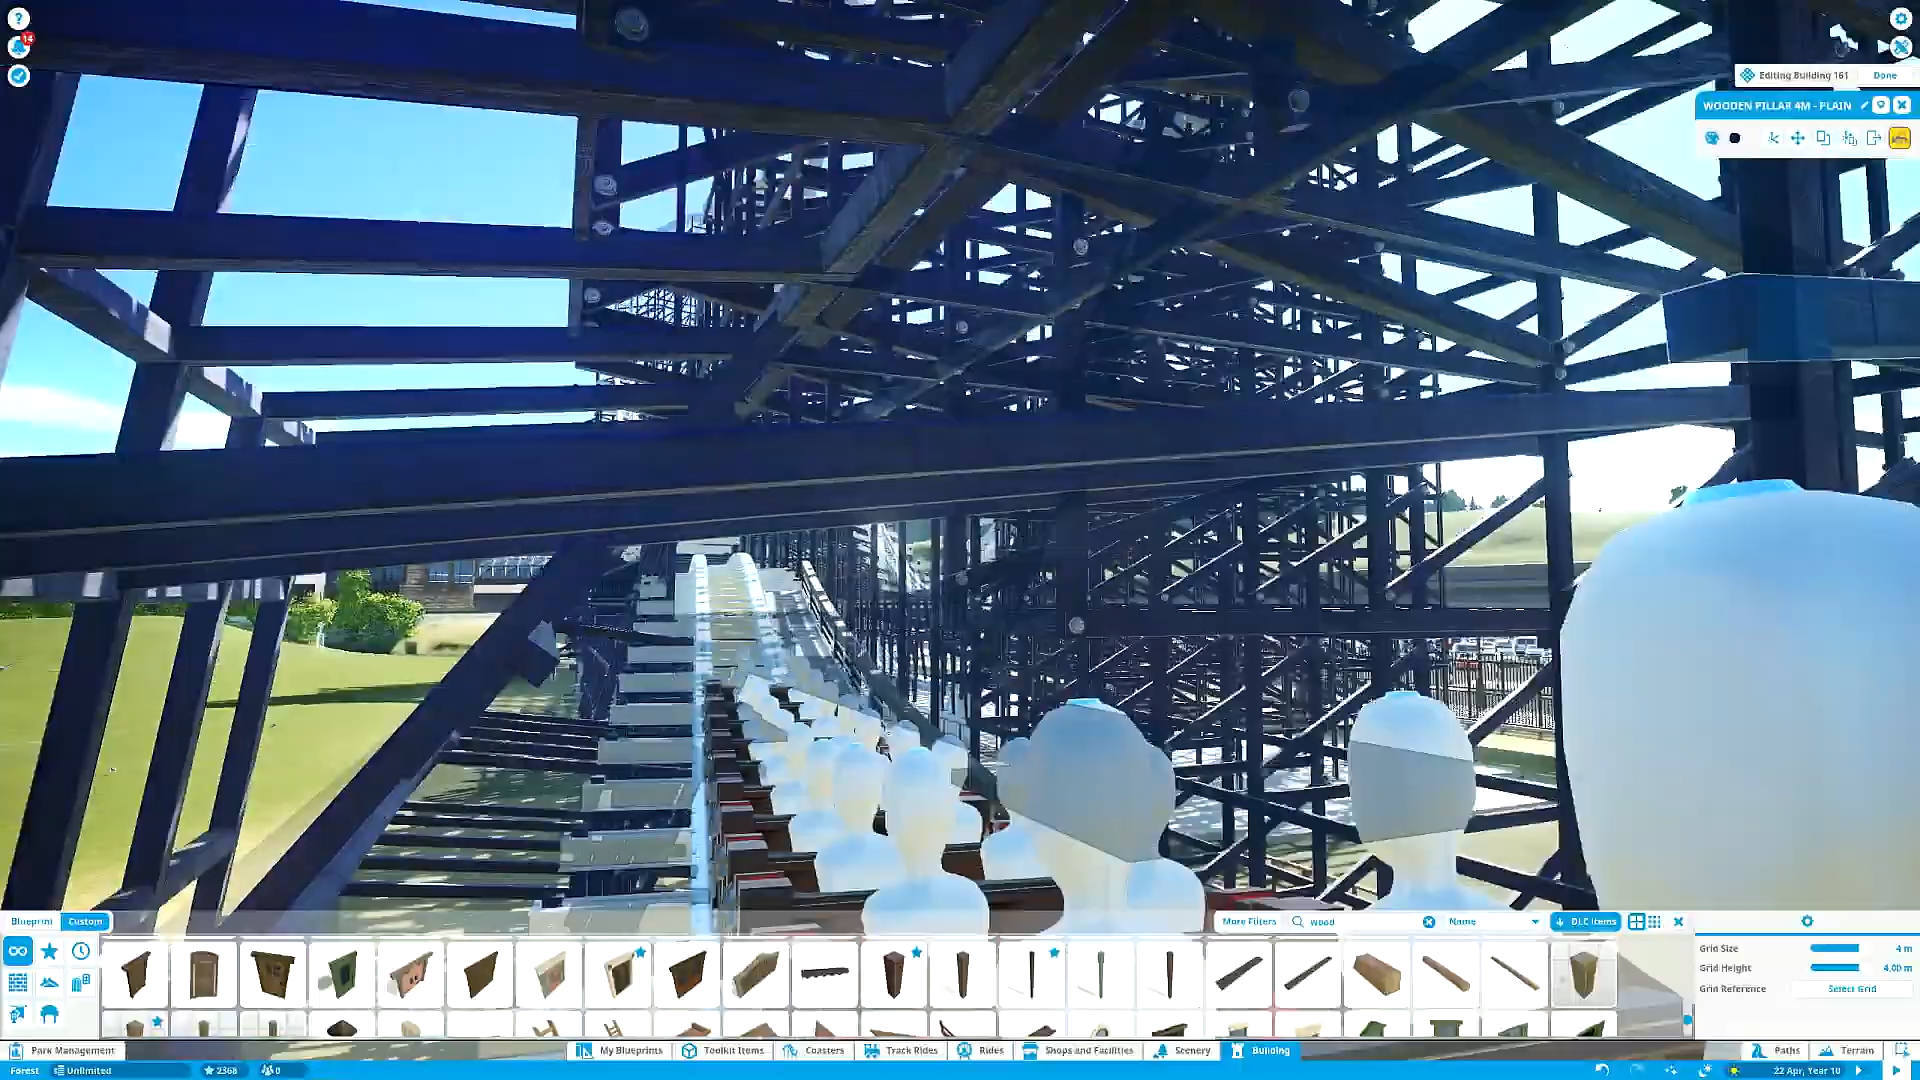 ?
14
Editing Building 161 Done
WOODEN PILLAR 4M - PLAIN
Blueprint Custom
More Filters wood Name DLC Items
Grid Size 4 m
Grid Height 4.00 m
Grid Reference Select Grid
Park Management My Blueprints Toolkit Items Coasters Track Rides Rides Shops and Facilities Scenery Building Paths Terrain
Forest Unlimited 2368 0 22 Apr, Year 10